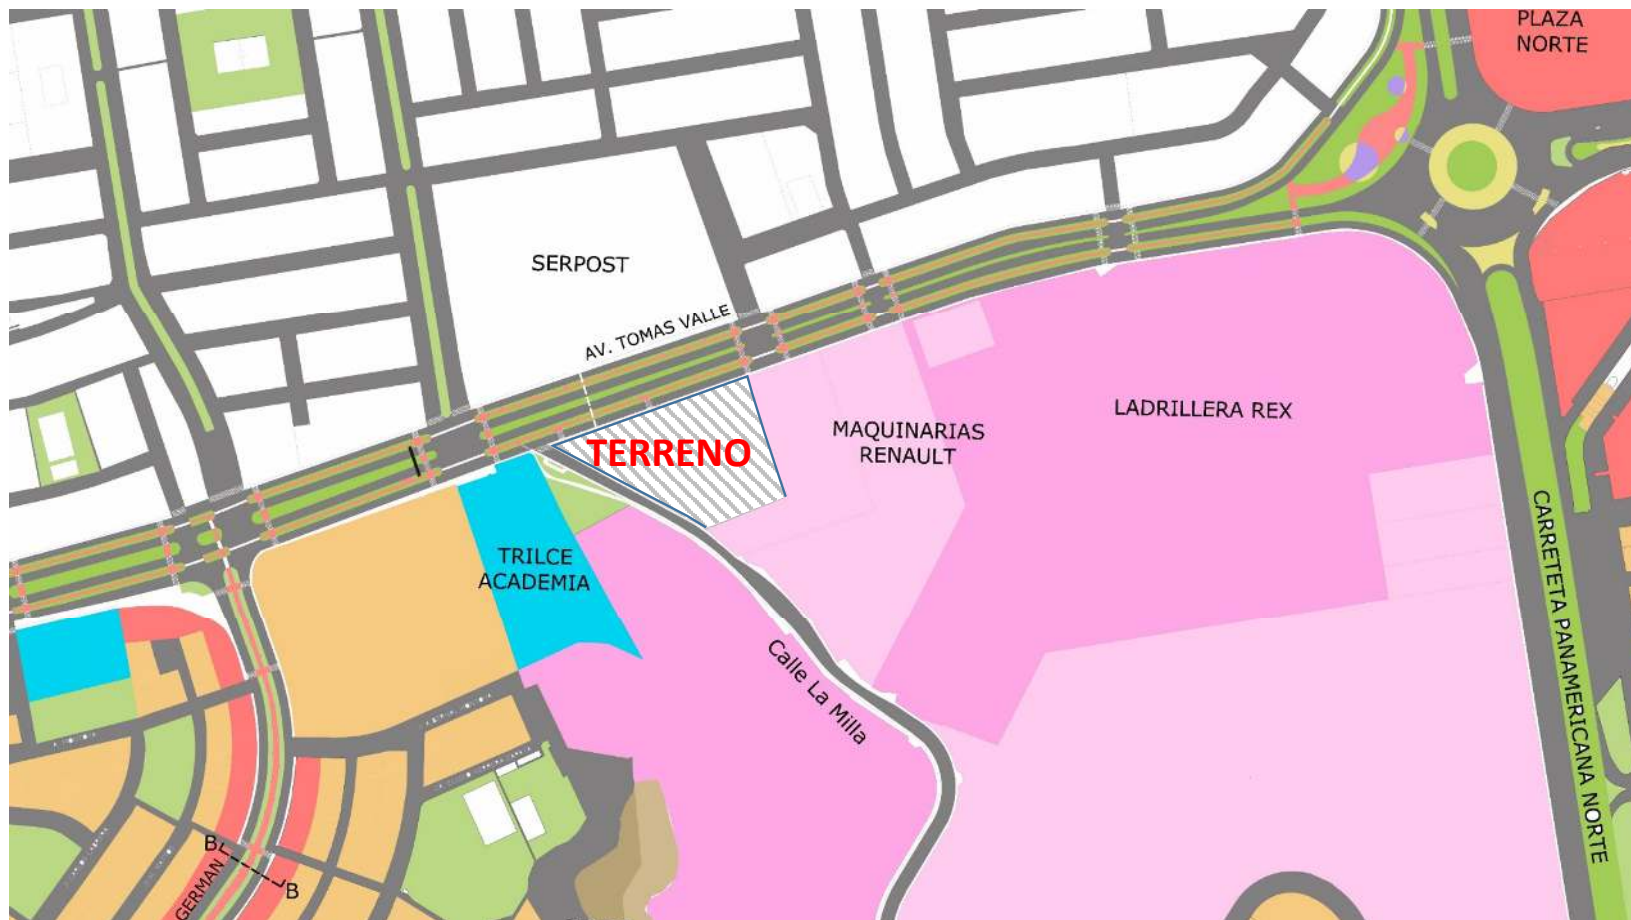 PLAZA
NORTE
SERPOST
AV. TOMAS VALLE
LADRILLERA REX
MAQUINARIAS
RENAULT
TERRENO
TRILCE
ACADEMIA
CARRETETA PANAMERICANA NORTE
Calle La Milla
B
B
GERMAN